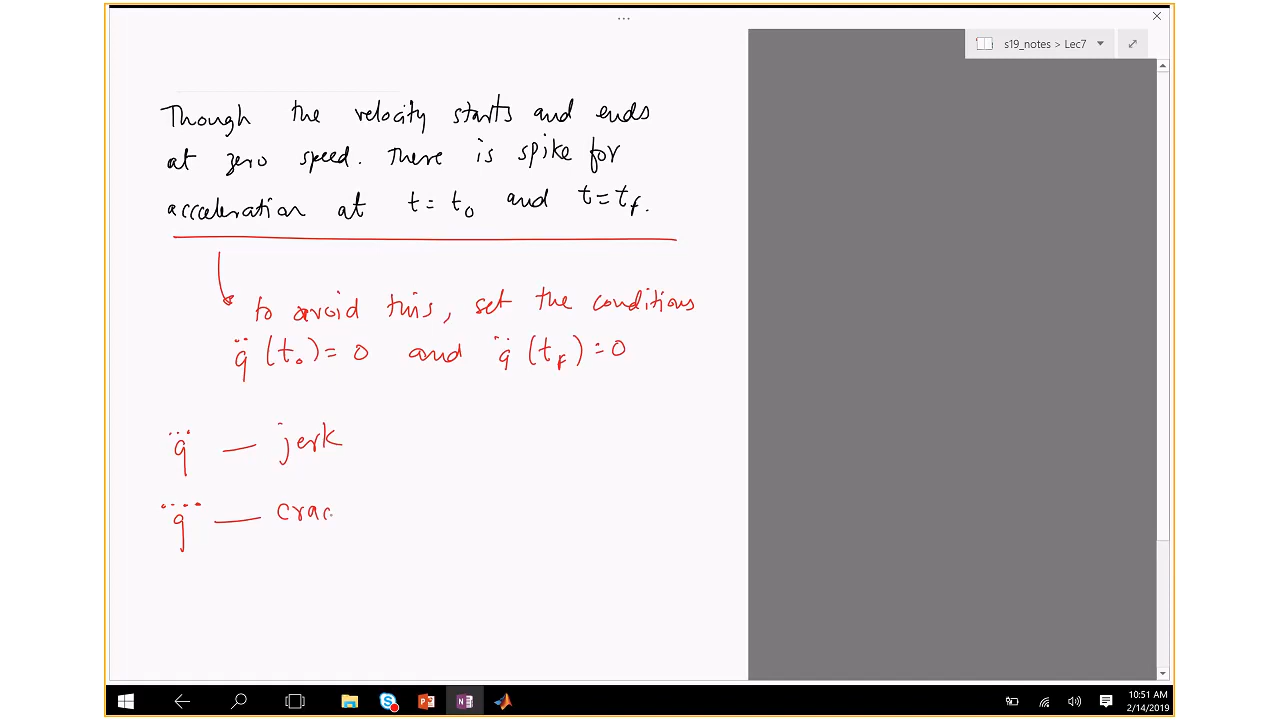 ...
s19_notes > Lec7
Though the velocity starts and ends
at zero speed. There is spike for
acceleration at t = t₀ and t = t_f.
to avoid this, set the conditions
q̈ (t₀) = 0 and q̈ (t_F) = 0
q⃛ — jerk
q⃜ — crac
10:51 AM
2/14/2019